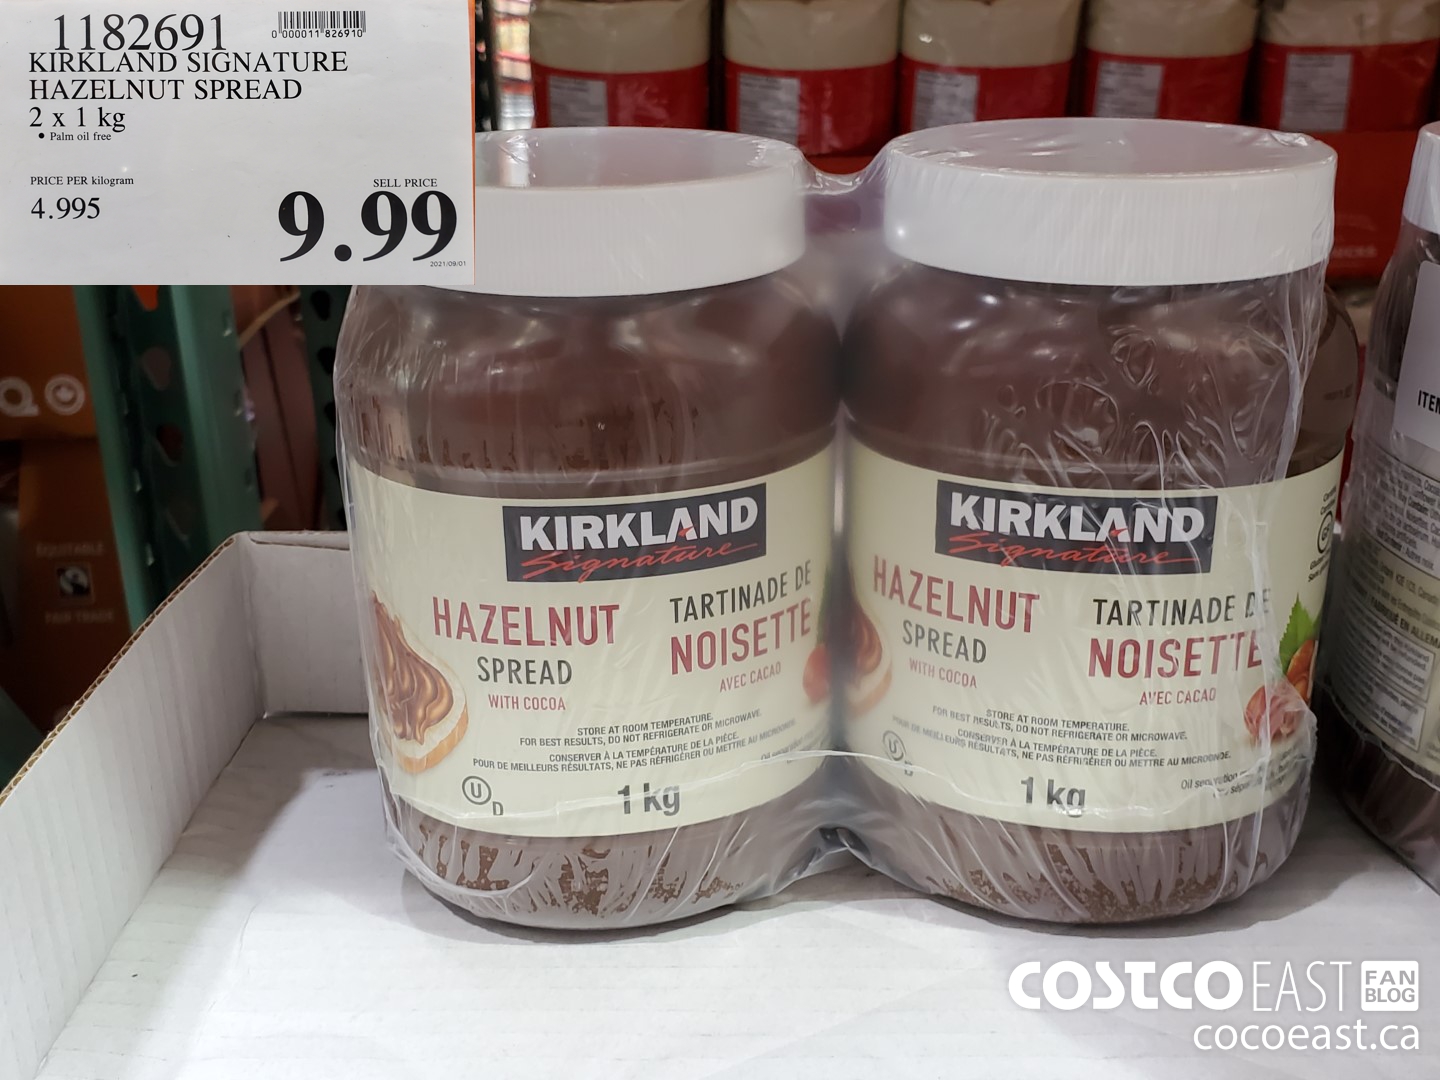 1182691
0 000011 826910
KIRKLAND SIGNATURE
HAZELNUT SPREAD
2 x 1 kg
• Palm oil free
PRICE PER kilogram
4.995
SELL PRICE
9.99
2021/09/01
EQUITABLE
FAIR TRADE
KIRKLAND
Signature
HAZELNUT
SPREAD
WITH COCOA
TARTINADE DE
NOISETTE
AVEC CACAO
STORE AT ROOM TEMPERATURE.
FOR BEST RESULTS, DO NOT REFRIGERATE OR MICROWAVE.
CONSERVER À LA TEMPÉRATURE DE LA PIÈCE.
POUR DE MEILLEURS RÉSULTATS, NE PAS RÉFRIGÉRER OU METTRE AU MICROONDE.
Oil separation
U D
1 kg
KIRKLAND
Signature
HAZELNUT
SPREAD
WITH COCOA
TARTINADE DE
NOISETTE
AVEC CACAO
STORE AT ROOM TEMPERATURE.
FOR BEST RESULTS, DO NOT REFRIGERATE OR MICROWAVE.
CONSERVER À LA TEMPÉRATURE DE LA PIÈCE.
POUR DE MEILLEURS RÉSULTATS, NE PAS RÉFRIGÉRER OU METTRE AU MICROONDE.
Oil separation
U D
1 kg
ITEM
COSTCO EAST FAN BLOG
cocoeast.ca